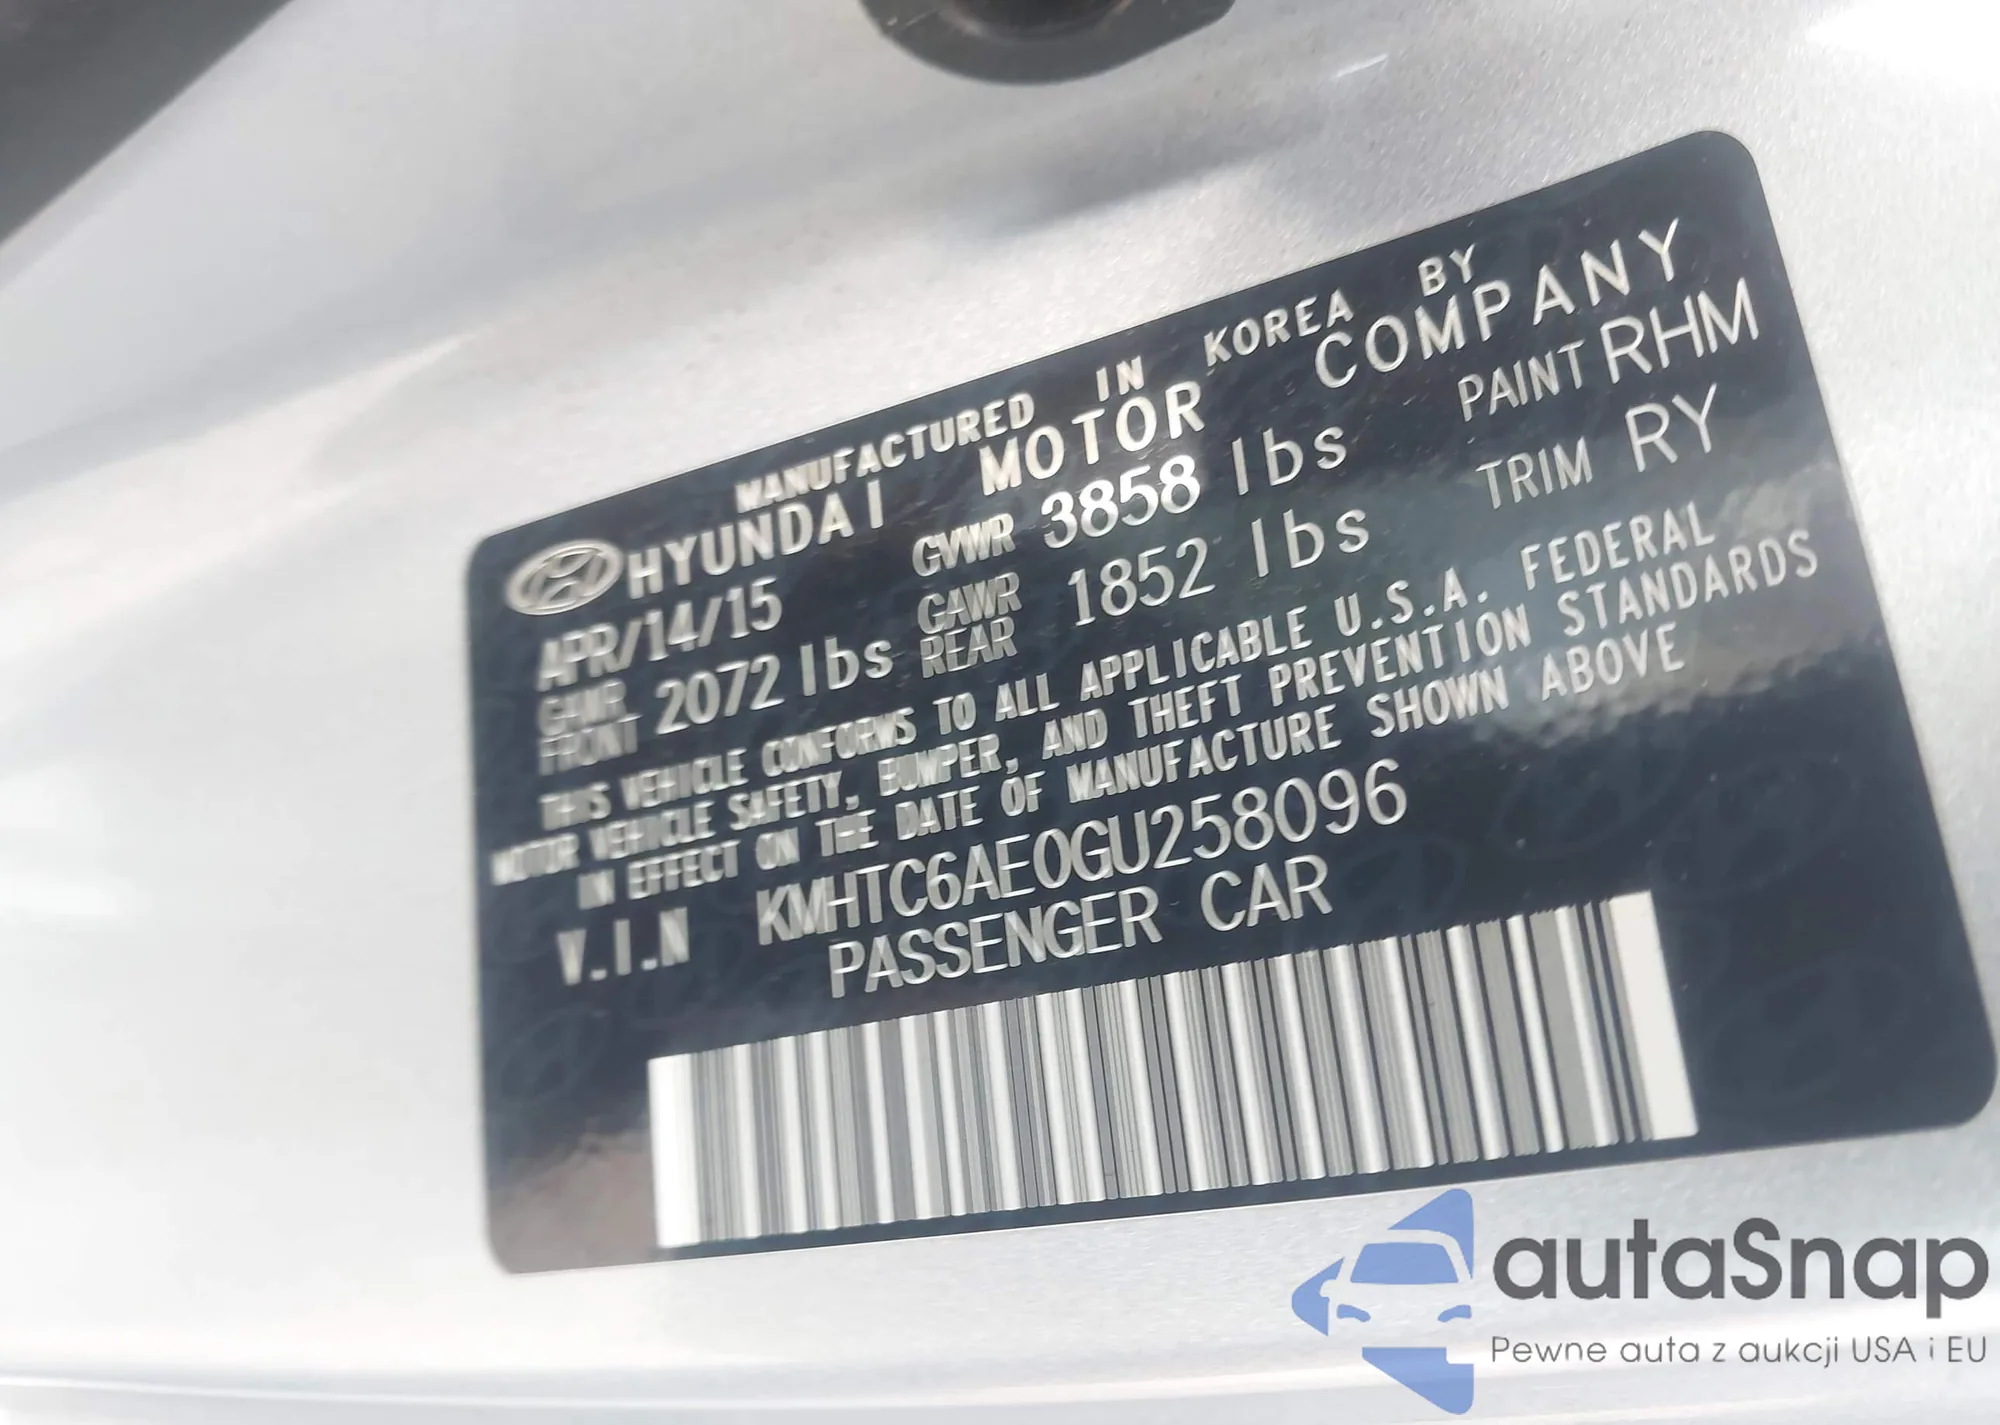 MANUFACTURED IN KOREA BY
HYUNDAI MOTOR COMPANY
APR/14/15 GVWR 3858 lbs PAINT RHM
GAWR FRONT 2072 lbs GAWR REAR 1852 lbs TRIM RY
THIS VEHICLE CONFORMS TO ALL APPLICABLE U.S.A. FEDERAL
MOTOR VEHICLE SAFETY, BUMPER, AND THEFT PREVENTION STANDARDS
IN EFFECT ON THE DATE OF MANUFACTURE SHOWN ABOVE
V.I.N KMHTC6AE0GU258096
PASSENGER CAR
autaSnap
Pewne auta z aukcji USA i EU